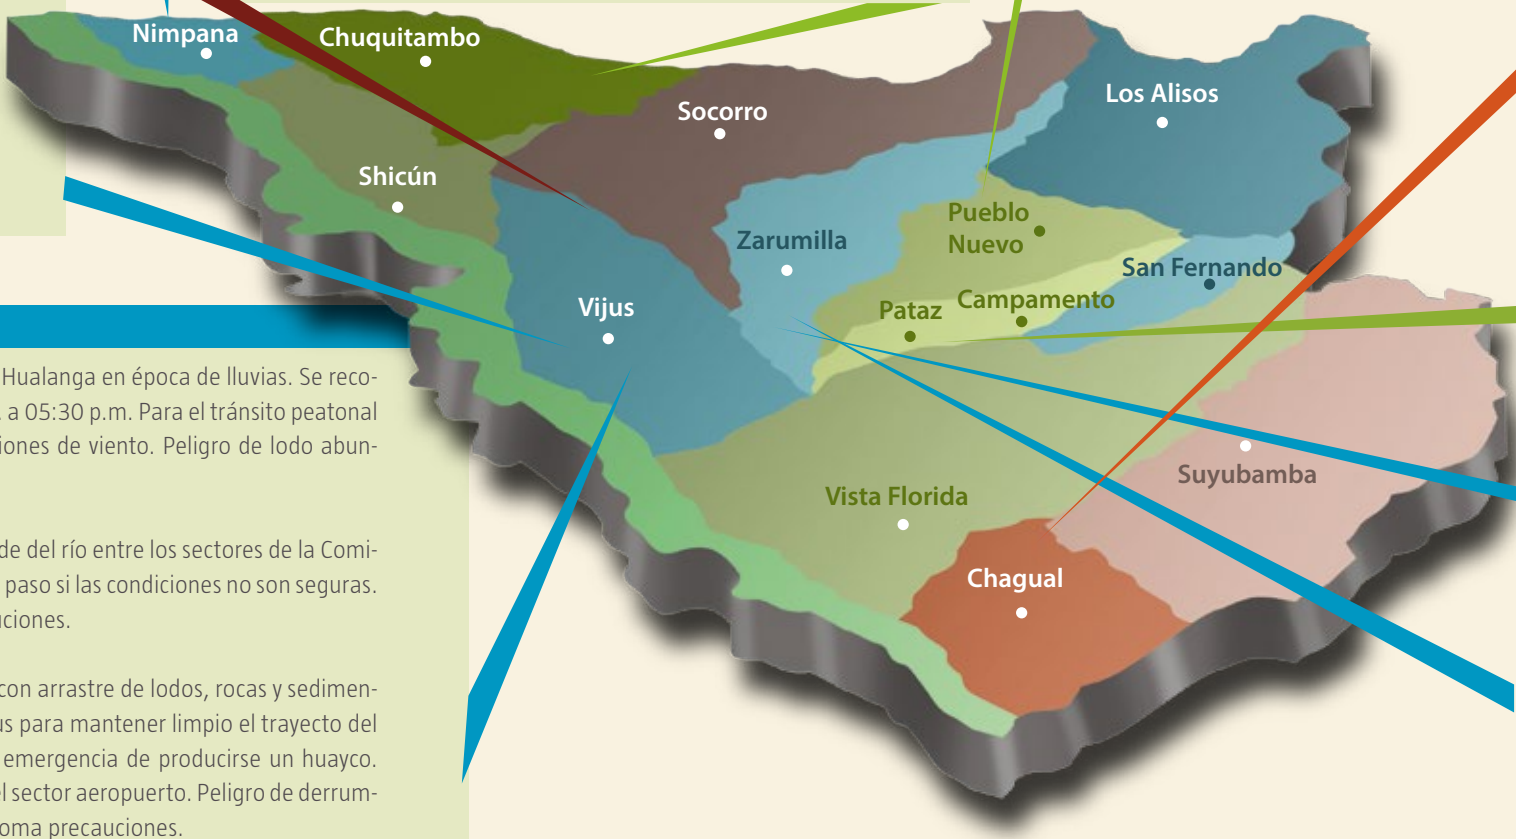 Nimpana
Chuquitambo
Socorro
Los Alisos
Shicún
Pueblo
Nuevo
Zarumilla
San Fernando
Vijus
Pataz
Campamento
Suyubamba
Vista Florida
Chagual
Hualanga en época de lluvias. Se reco-
a 05:30 p.m. Para el tránsito peatonal
iones de viento. Peligro de lodo abun-
de del río entre los sectores de la Comi-
paso si las condiciones no son seguras.
uciones.
con arrastre de lodos, rocas y sedimen-
us para mantener limpio el trayecto del
emergencia de producirse un huayco.
el sector aeropuerto. Peligro de derrum-
oma precauciones.